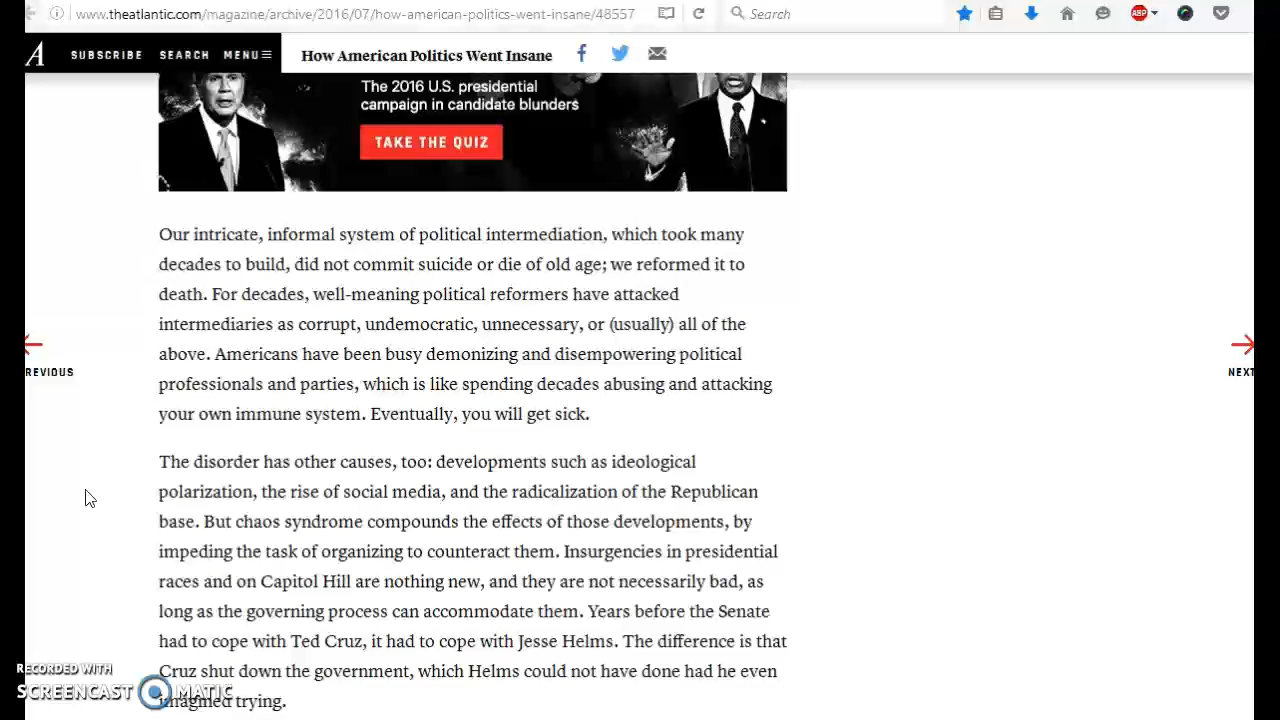 www.theatlantic.com/magazine/archive/2016/07/how-american-politics-went-insane/48557
Search
ABP
A SUBSCRIBE SEARCH MENU How American Politics Went Insane
The 2016 U.S. presidential
campaign in candidate blunders
TAKE THE QUIZ
Our intricate, informal system of political intermediation, which took many
decades to build, did not commit suicide or die of old age; we reformed it to
death. For decades, well-meaning political reformers have attacked
intermediaries as corrupt, undemocratic, unnecessary, or (usually) all of the
above. Americans have been busy demonizing and disempowering political
professionals and parties, which is like spending decades abusing and attacking
your own immune system. Eventually, you will get sick.
REVIOUS
NEXT
The disorder has other causes, too: developments such as ideological
polarization, the rise of social media, and the radicalization of the Republican
base. But chaos syndrome compounds the effects of those developments, by
impeding the task of organizing to counteract them. Insurgencies in presidential
races and on Capitol Hill are nothing new, and they are not necessarily bad, as
long as the governing process can accommodate them. Years before the Senate
had to cope with Ted Cruz, it had to cope with Jesse Helms. The difference is that
Cruz shut down the government, which Helms could not have done had he even
imagined trying.
RECORDED WITH
SCREENCAST MATIC